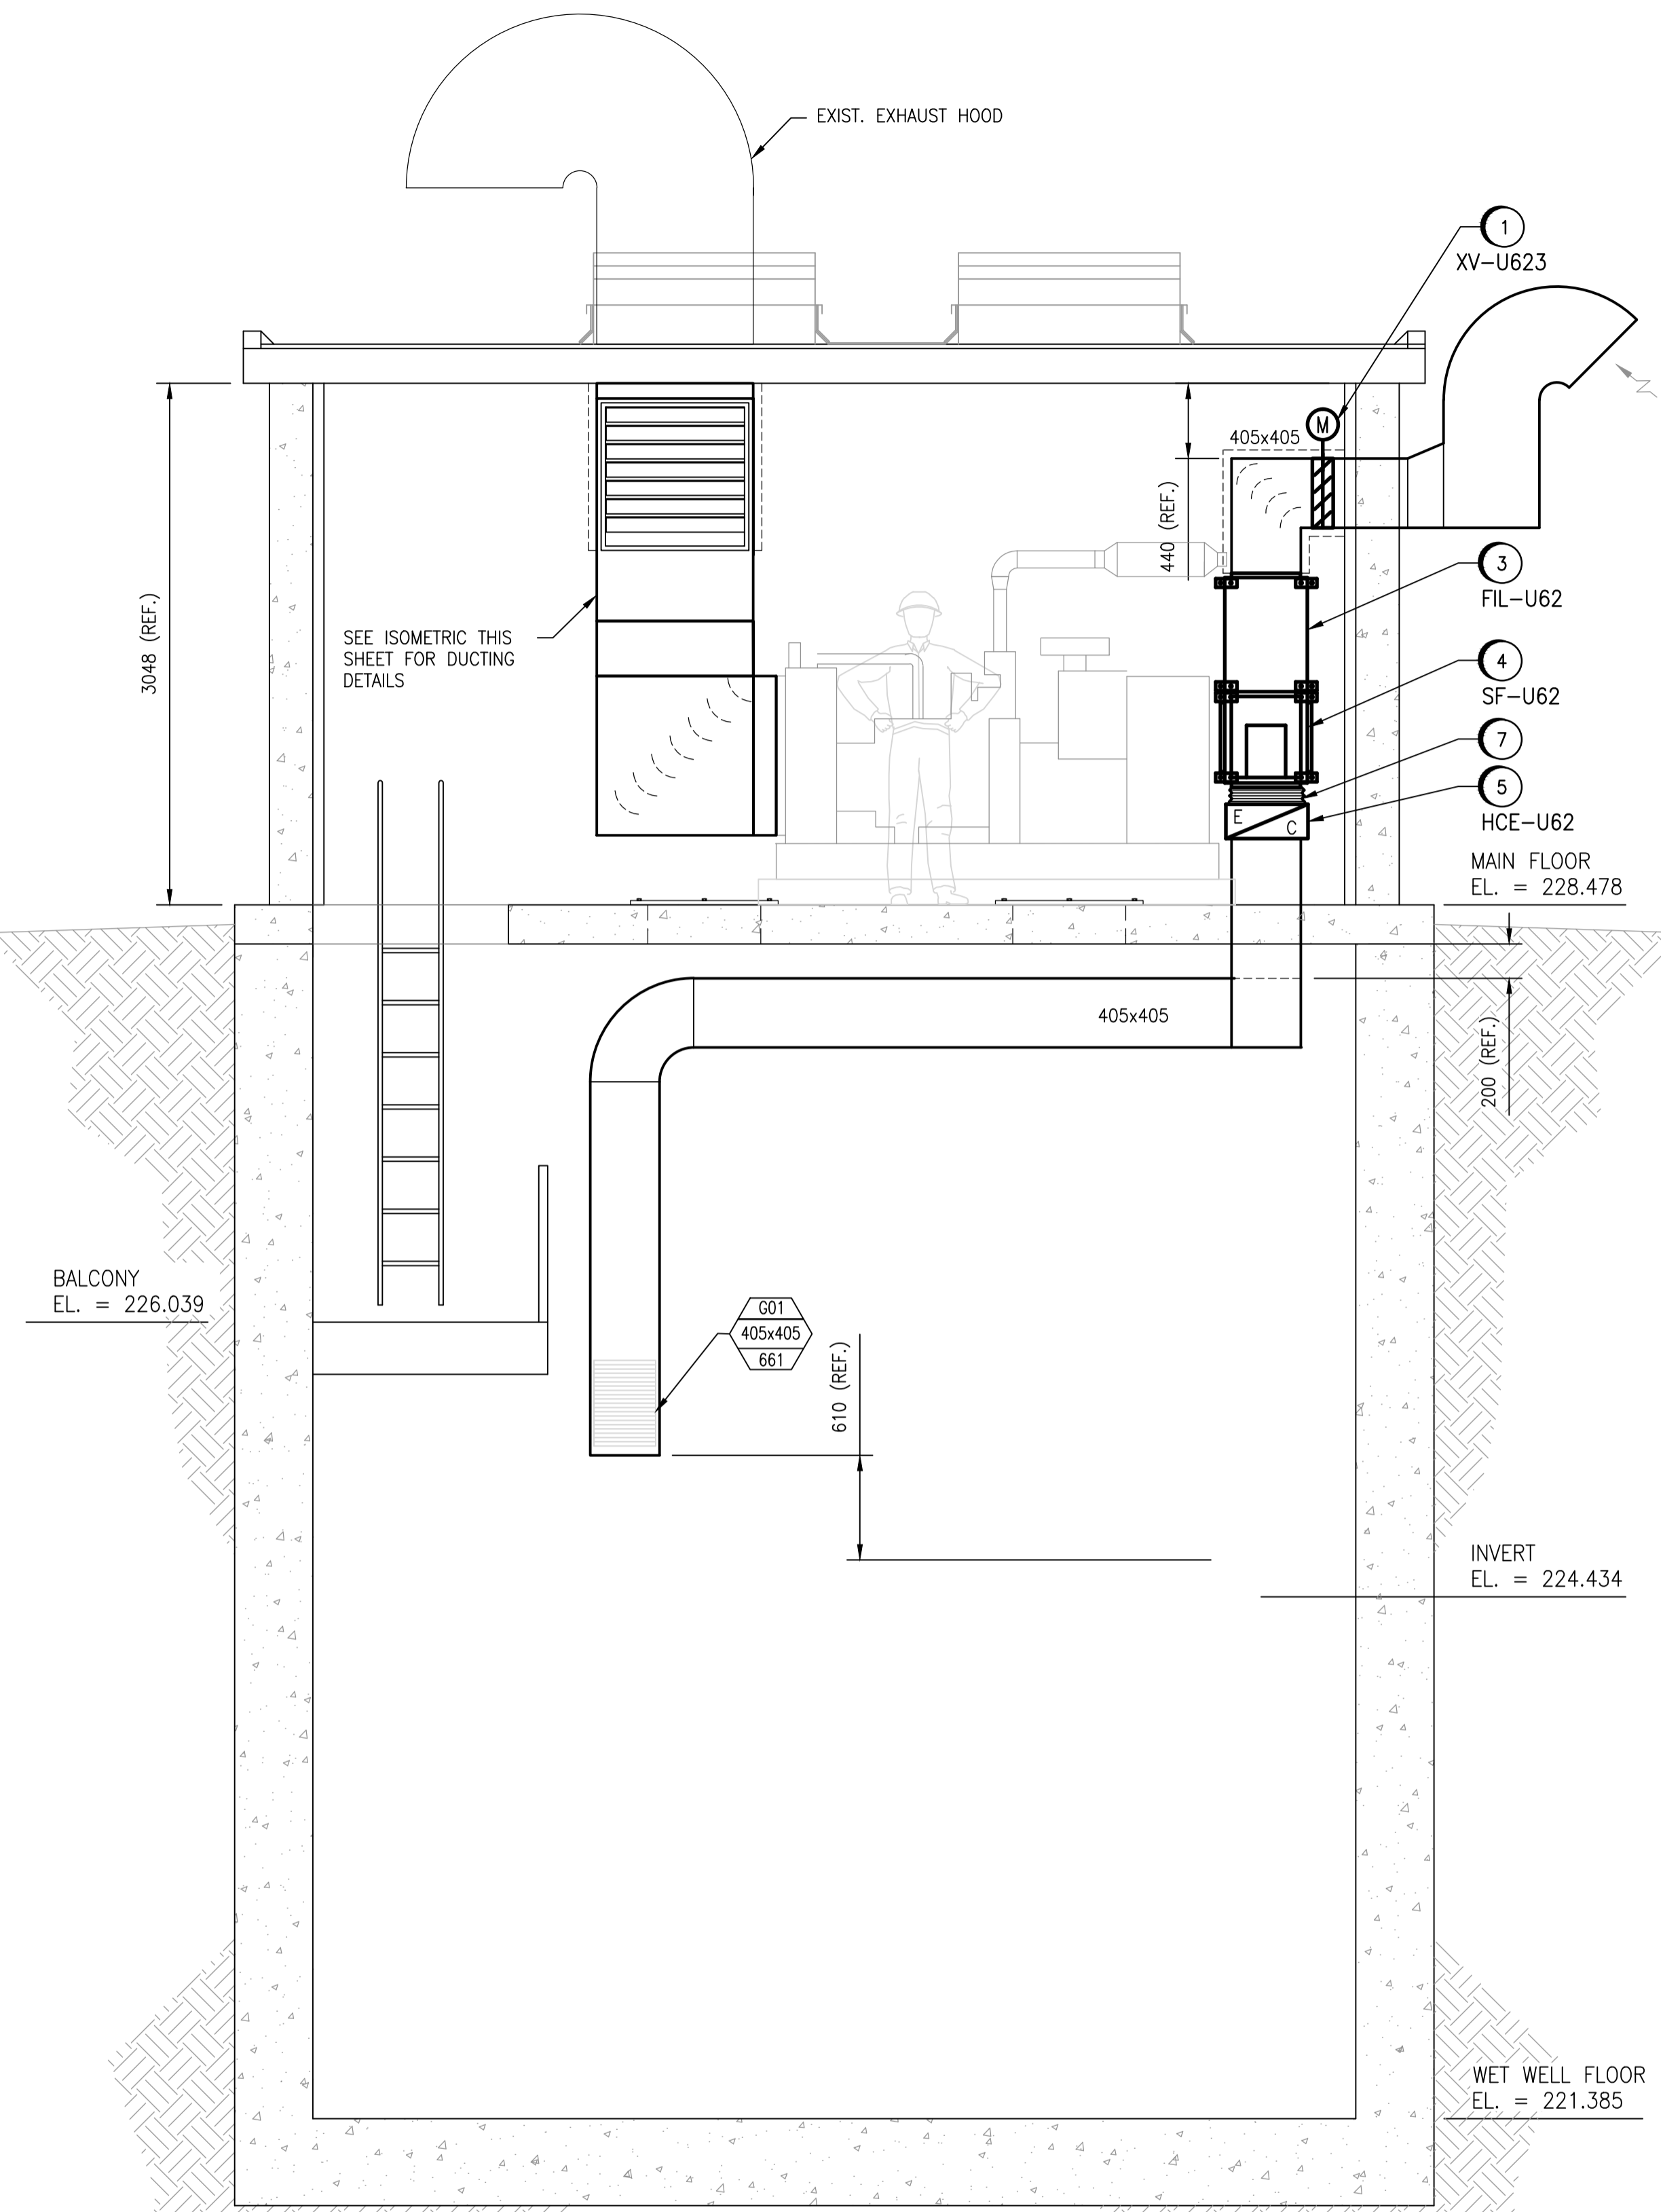 EXIST. EXHAUST HOOD
1
XV-U623
M
405x405
440 (REF.)
3
FIL-U62
3048 (REF.)
SEE ISOMETRIC THIS
SHEET FOR DUCTING
DETAILS
4
SF-U62
7
5
HCE-U62
E
C
MAIN FLOOR
EL. = 228.478
405x405
200 (REF.)
BALCONY
EL. = 226.039
G01
405x405
661
610 (REF.)
INVERT
EL. = 224.434
WET WELL FLOOR
EL. = 221.385